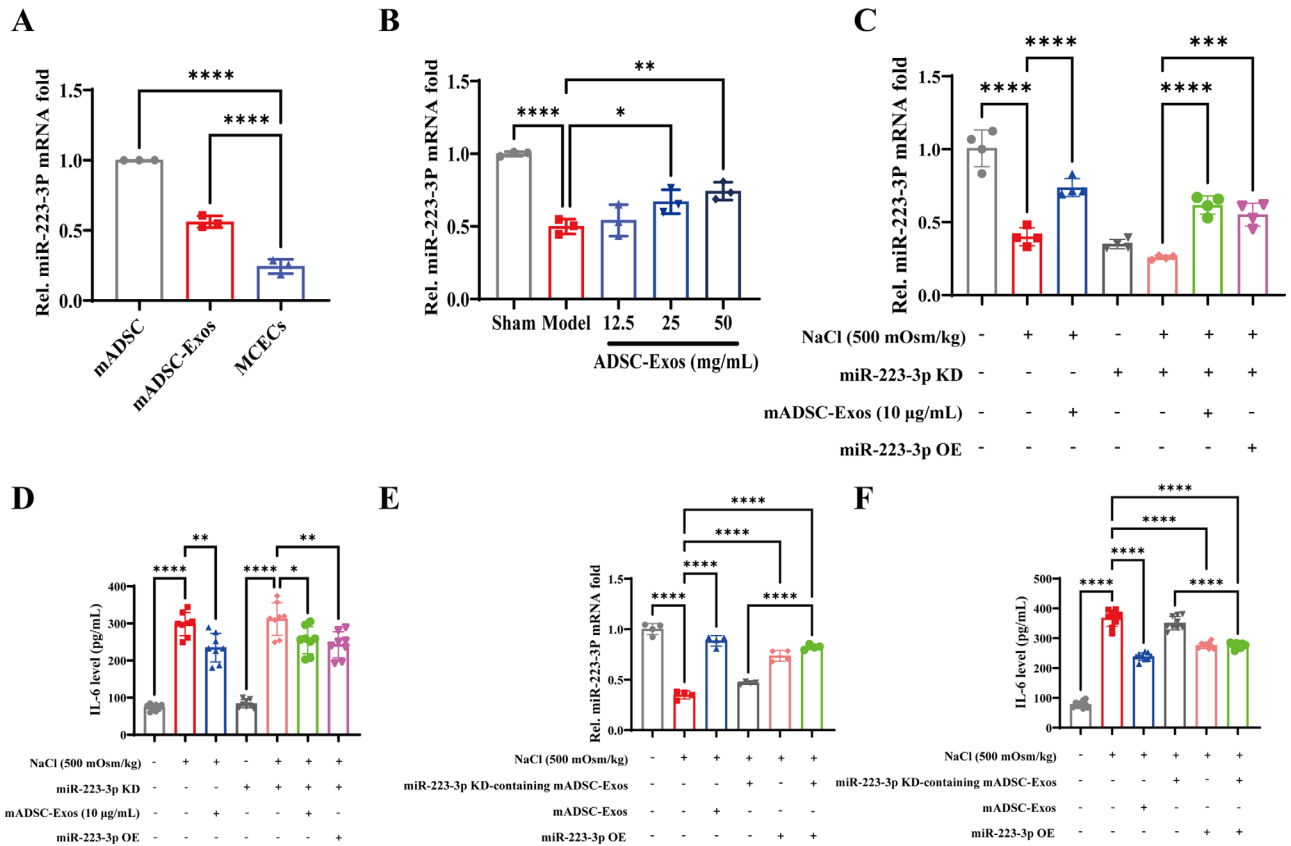 A
Rel. miR-223-3P mRNA fold
1.5
1.0
0.5
0.0
****
****
mADSC
mADSC-Exos
MCECs
B
Rel. miR-223-3P mRNA fold
1.5
1.0
0.5
0.0
**
**** *
Sham Model 12.5 25 50
ADSC-Exos (mg/mL)
C
Rel. miR-223-3P mRNA fold
1.5
1.0
0.5
0.0
**** ***
**** ****
NaCl (500 mOsm/kg) - + + - + + +
miR-223-3p KD - - - + + + +
mADSC-Exos (10 μg/mL) - - + - - + -
miR-223-3p OE - - - - - - +
D
IL-6 level (pg/mL)
400
300
200
100
0
** **
**** **** *
NaCl (500 mOsm/kg) - + + - + + +
miR-223-3p KD - - - + + + +
mADSC-Exos (10 μg/mL) - - + - - + -
miR-223-3p OE - - - - - - +
E
Rel. miR-223-3P mRNA fold
1.5
1.0
0.5
0.0
****
****
****
**** ****
NaCl (500 mOsm/kg) - + + + + +
miR-223-3p KD-containing mADSC-Exos - - - + - +
mADSC-Exos - - + - - -
miR-223-3p OE - - - - + +
F
IL-6 level (pg/mL)
500
400
300
200
100
0
****
****
****
**** ****
NaCl (500 mOsm/kg) - + + + + +
miR-223-3p KD-containing mADSC-Exos - - - + - +
mADSC-Exos - - + - - -
miR-223-3p OE - - - - + +